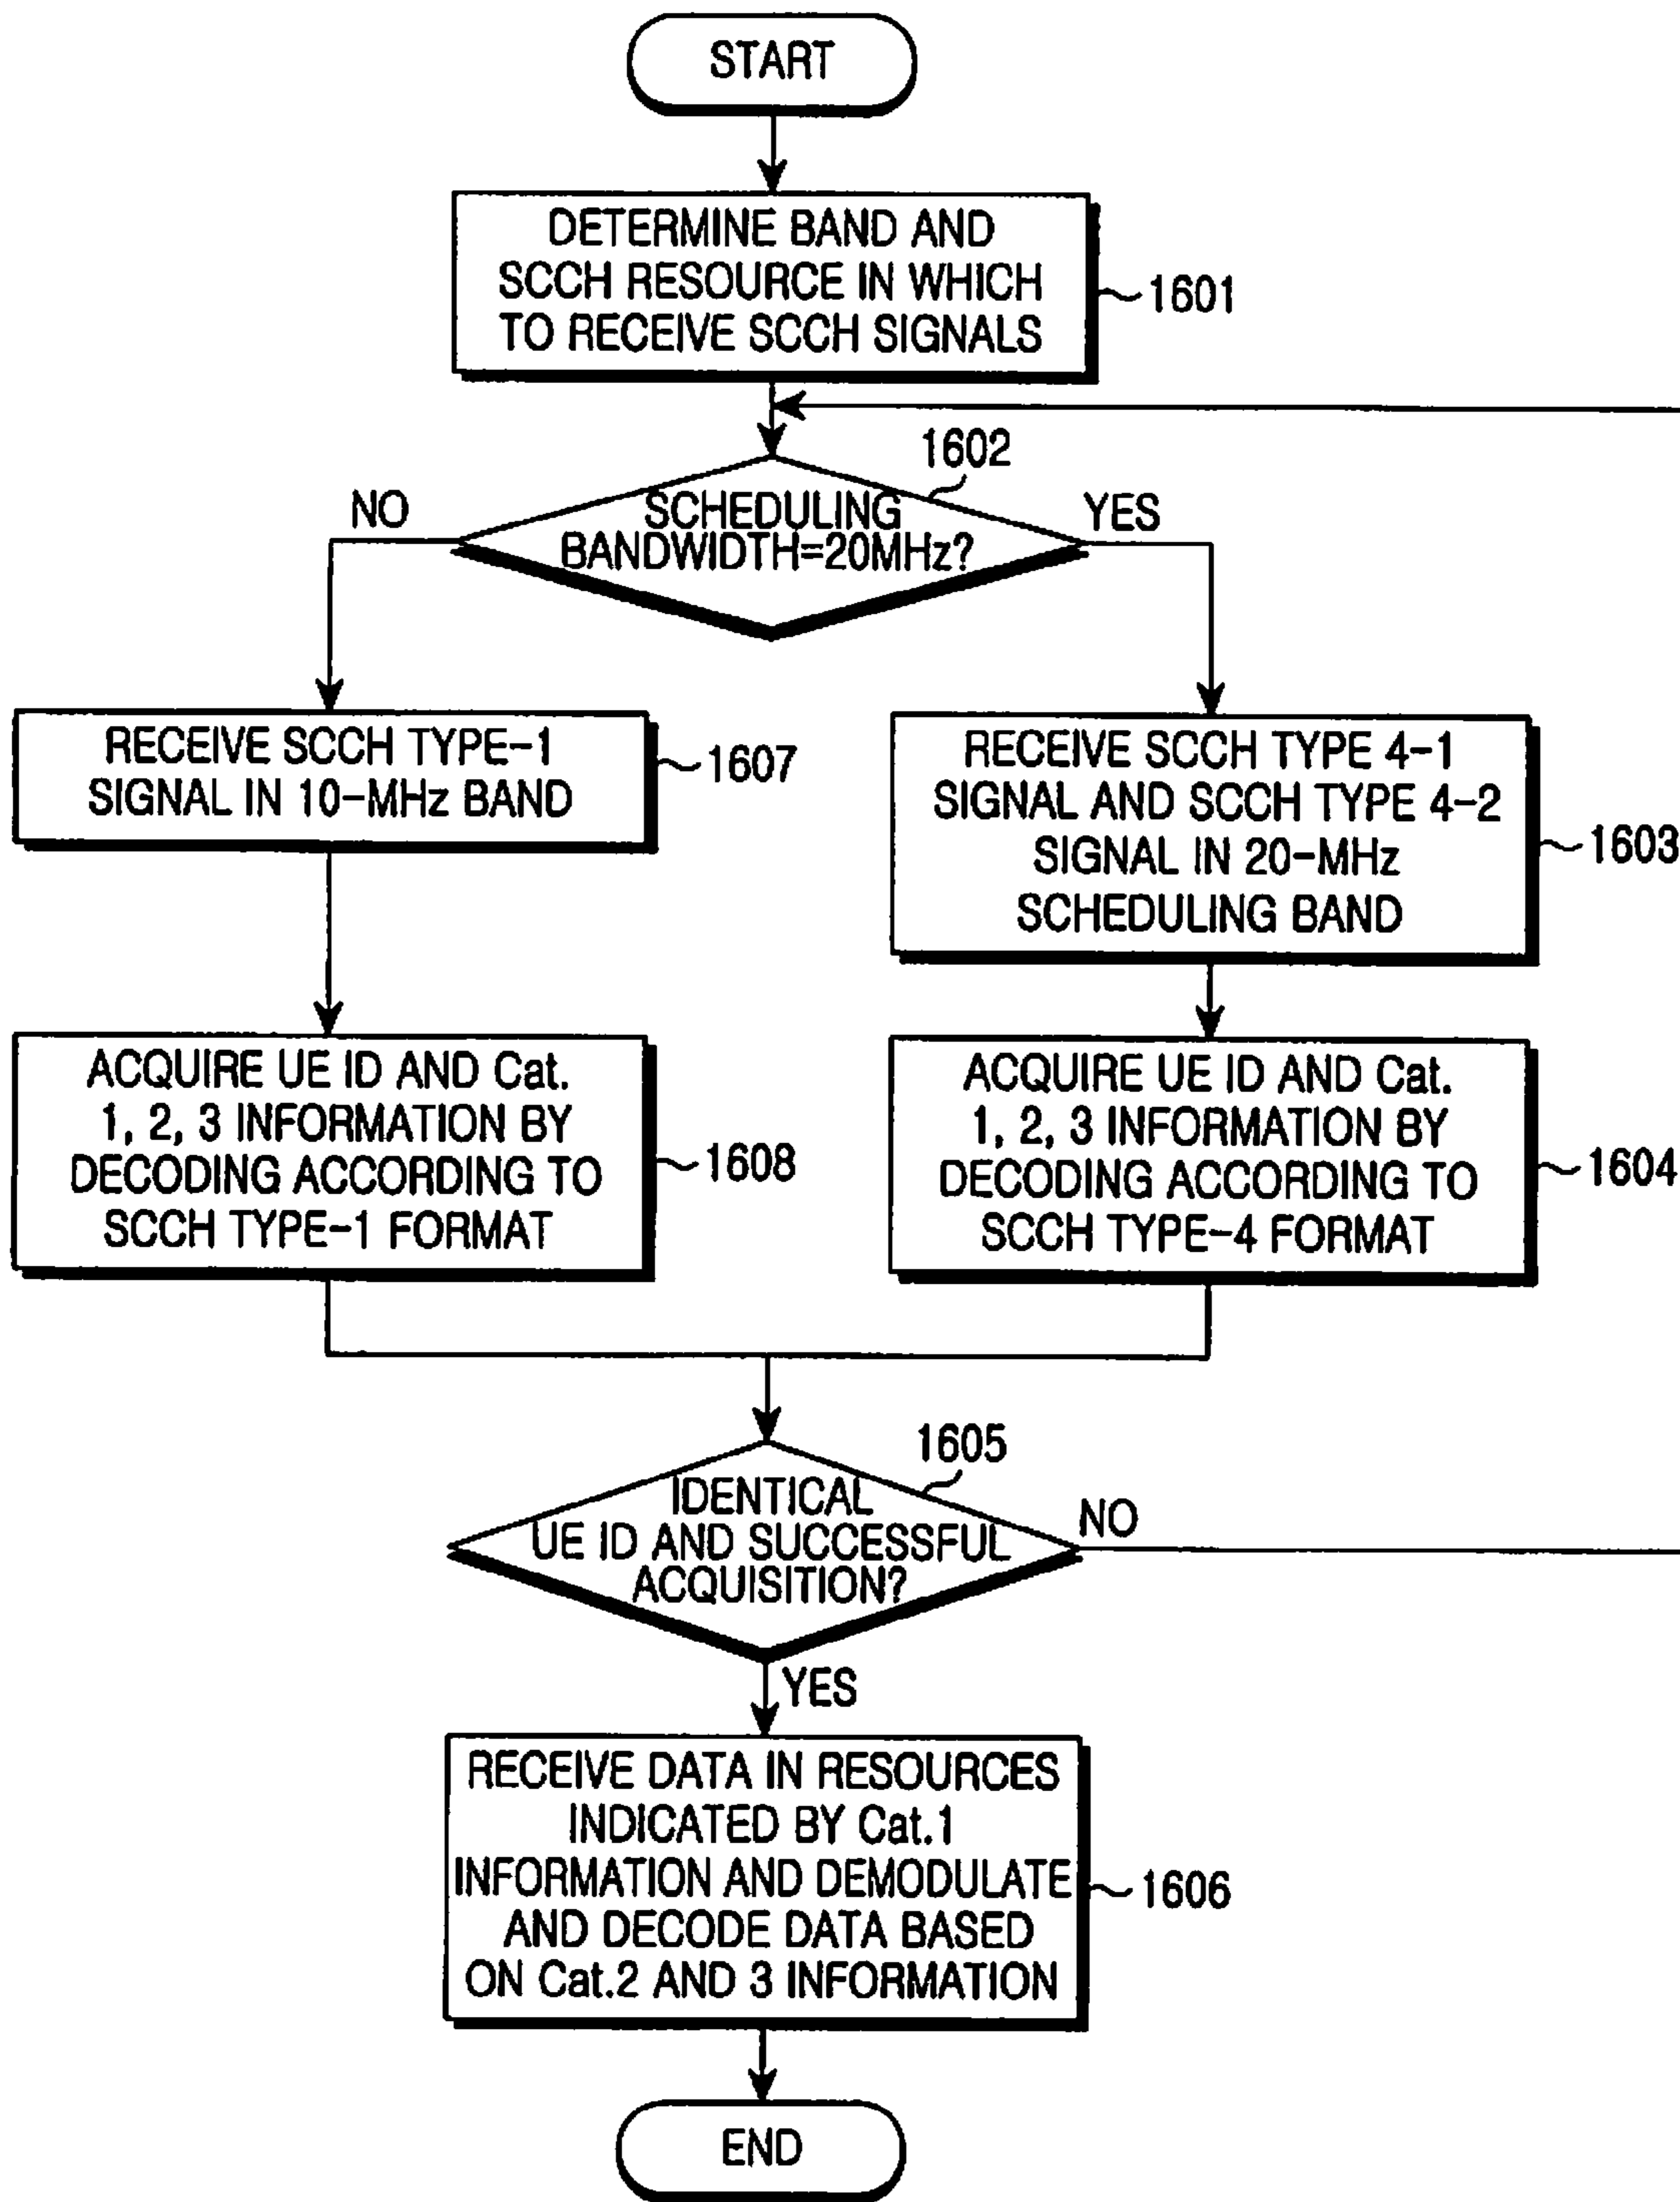 START
DETERMINE BAND AND
SCCH RESOURCE IN WHICH
TO RECEIVE SCCH SIGNALS
1601
1602
NO
SCHEDULING
BANDWIDTH=20MHz?
YES
RECEIVE SCCH TYPE-1
SIGNAL IN 10-MHz BAND
1607
RECEIVE SCCH TYPE 4-1
SIGNAL AND SCCH TYPE 4-2
SIGNAL IN 20-MHz
SCHEDULING BAND
1603
ACQUIRE UE ID AND Cat.
1, 2, 3 INFORMATION BY
DECODING ACCORDING TO
SCCH TYPE-1 FORMAT
1608
ACQUIRE UE ID AND Cat.
1, 2, 3 INFORMATION BY
DECODING ACCORDING TO
SCCH TYPE-4 FORMAT
1604
1605
IDENTICAL
UE ID AND SUCCESSFUL
ACQUISITION?
NO
YES
RECEIVE DATA IN RESOURCES
INDICATED BY Cat.1
INFORMATION AND DEMODULATE
AND DECODE DATA BASED
ON Cat.2 AND 3 INFORMATION
1606
END